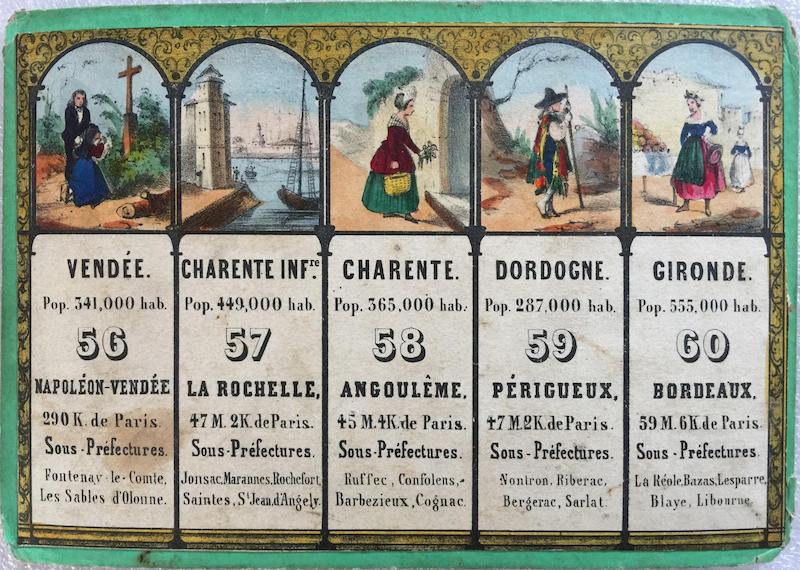 VENDÉE.
Pop. 341,000 hab.
56
NAPOLÉON-VENDÉE
290 K. de Paris.
Sous-Préfectures.
Fontenay-le-Comte,
Les Sables d'Olonne.
CHARENTE INF.re
Pop. 449,000 hab.
57
LA ROCHELLE,
47 M. 2K. de Paris.
Sous-Préfectures.
Jonsac, Marannes, Rochefort,
Saintes, St Jean d'Angely.
CHARENTE.
Pop. 365,000 hab.
58
ANGOULÊME,
45 M. 4K. de Paris.
Sous-Préfectures.
Ruffec, Confolens,
Barbezieux, Cognac.
DORDOGNE.
Pop. 287,000 hab.
59
PÉRIGUEUX,
47 M. 2K. de Paris.
Sous-Préfectures.
Nontron, Riberac,
Bergerac, Sarlat.
GIRONDE.
Pop. 555,000 hab.
60
BORDEAUX,
59 M. 6K. de Paris.
Sous-Préfectures.
La Réole, Bazas, Lesparre,
Blaye, Libourne.